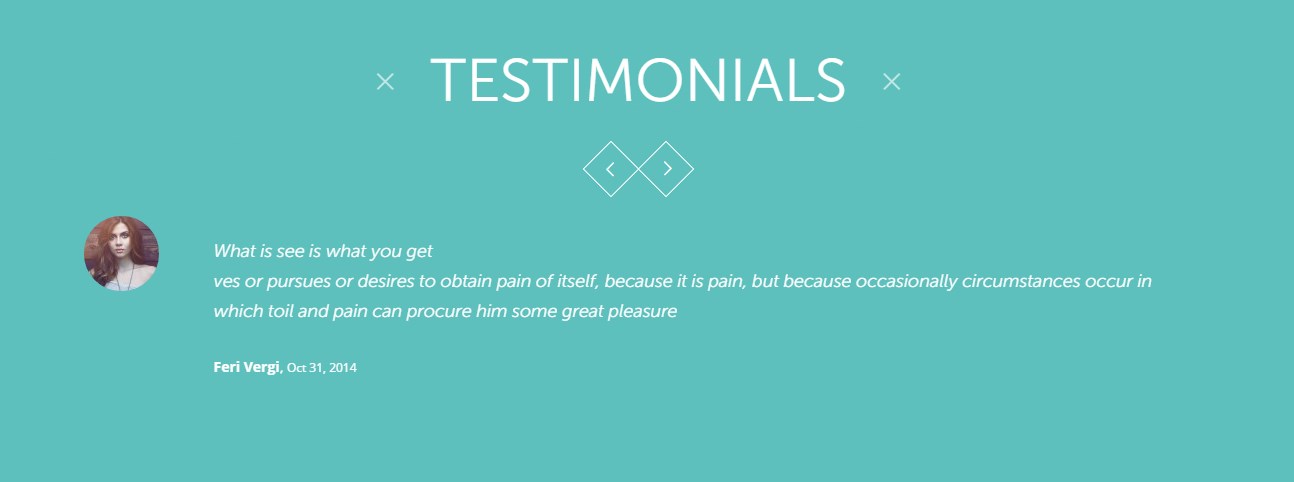 TESTIMONIALS
What is see is what you get
ves or pursues or desires to obtain pain of itself, because it is pain, but because occasionally circumstances occur in
which toil and pain can procure him some great pleasure
Feri Vergi, Oct 31, 2014